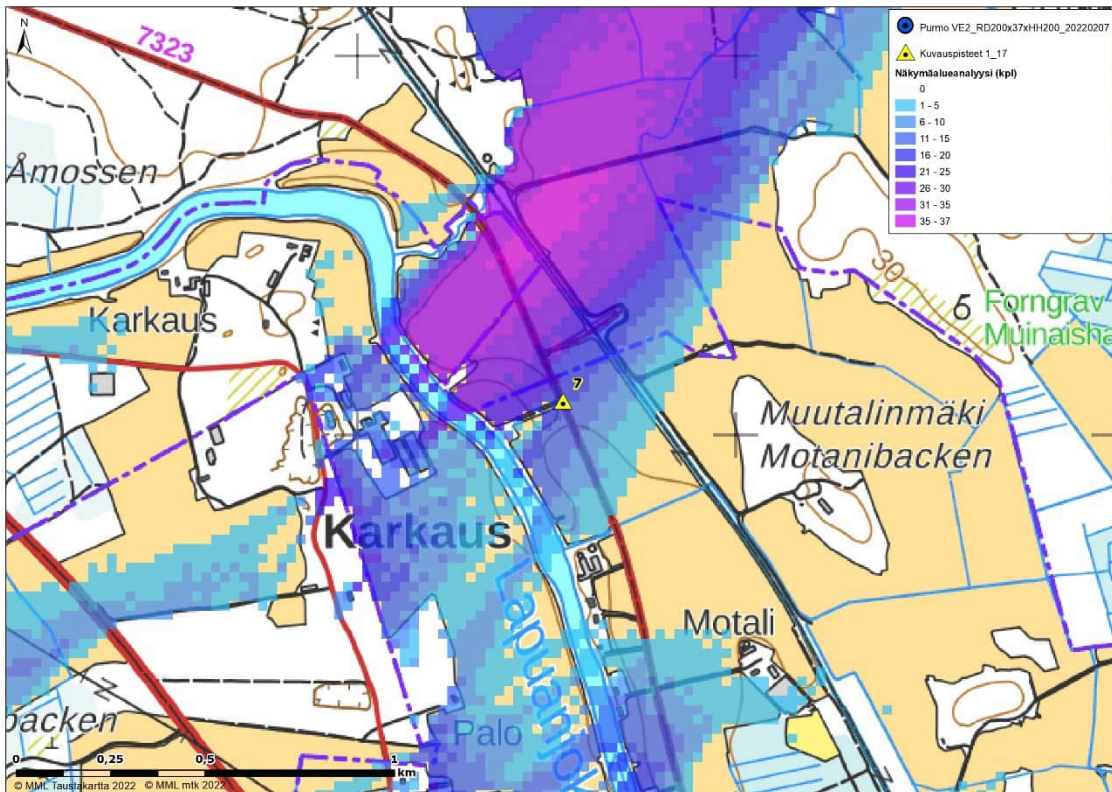 N
7323
Purmo VE2_RD200x37xHH200_20220207
Kuvauspisteet 1_17
Näkymäalueanalyysi (kpl)
0
1 - 5
6 - 10
11 - 15
16 - 20
21 - 25
26 - 30
31 - 35
35 - 37
Åmossen
30
Forngrav
Muinaisha
Karkaus
7
Muutalinmäki
Motanibacken
Karkaus
Lapuanjok
Motali
backen
Palo
0 0,25 0,5 1
km
© MML Taustakartta 2022 © MML mtk 2022